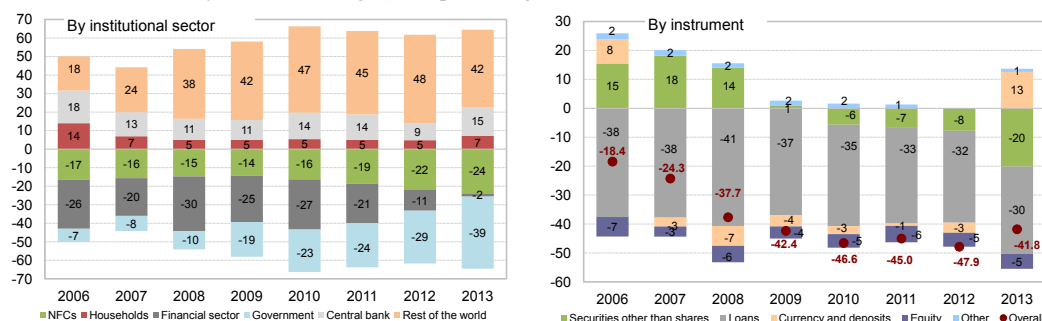 By institutional sector
70
60
50
40
30
20
10
0
-10
-20
-30
-40
-50
-60
-70
18 24 38 42 47 45 48 42
18 13 11 11 14 14 9 15
14 7 5 5 5 5 5 7
-17 -16 -15 -14 -16 -19 -22 -24
-26 -20 -30 -25 -27 -21 -11 -2
-7 -8 -10 -19 -23 -24 -29 -39
2006 2007 2008 2009 2010 2011 2012 2013
NFCs Households Financial sector Government Central bank Rest of the world
By instrument
30
20
10
0
-10
-20
-30
-40
-50
-60
2 2 2 2 2 1 1
8 13
15 18 14 1 -6 -7 -8 -20
-38 -38 -41 -37 -35 -33 -32 -30
-18.4 -24.3 -37.7 -42.4 -46.6 -45.0 -47.9 -41.8
-3 -7 -4 -3 -1 -3
-7 -3 -6 -4 -5 -6 -5 -5
2006 2007 2008 2009 2010 2011 2012 2013
Securities other than shares Loans Currency and deposits Equity Other Overal